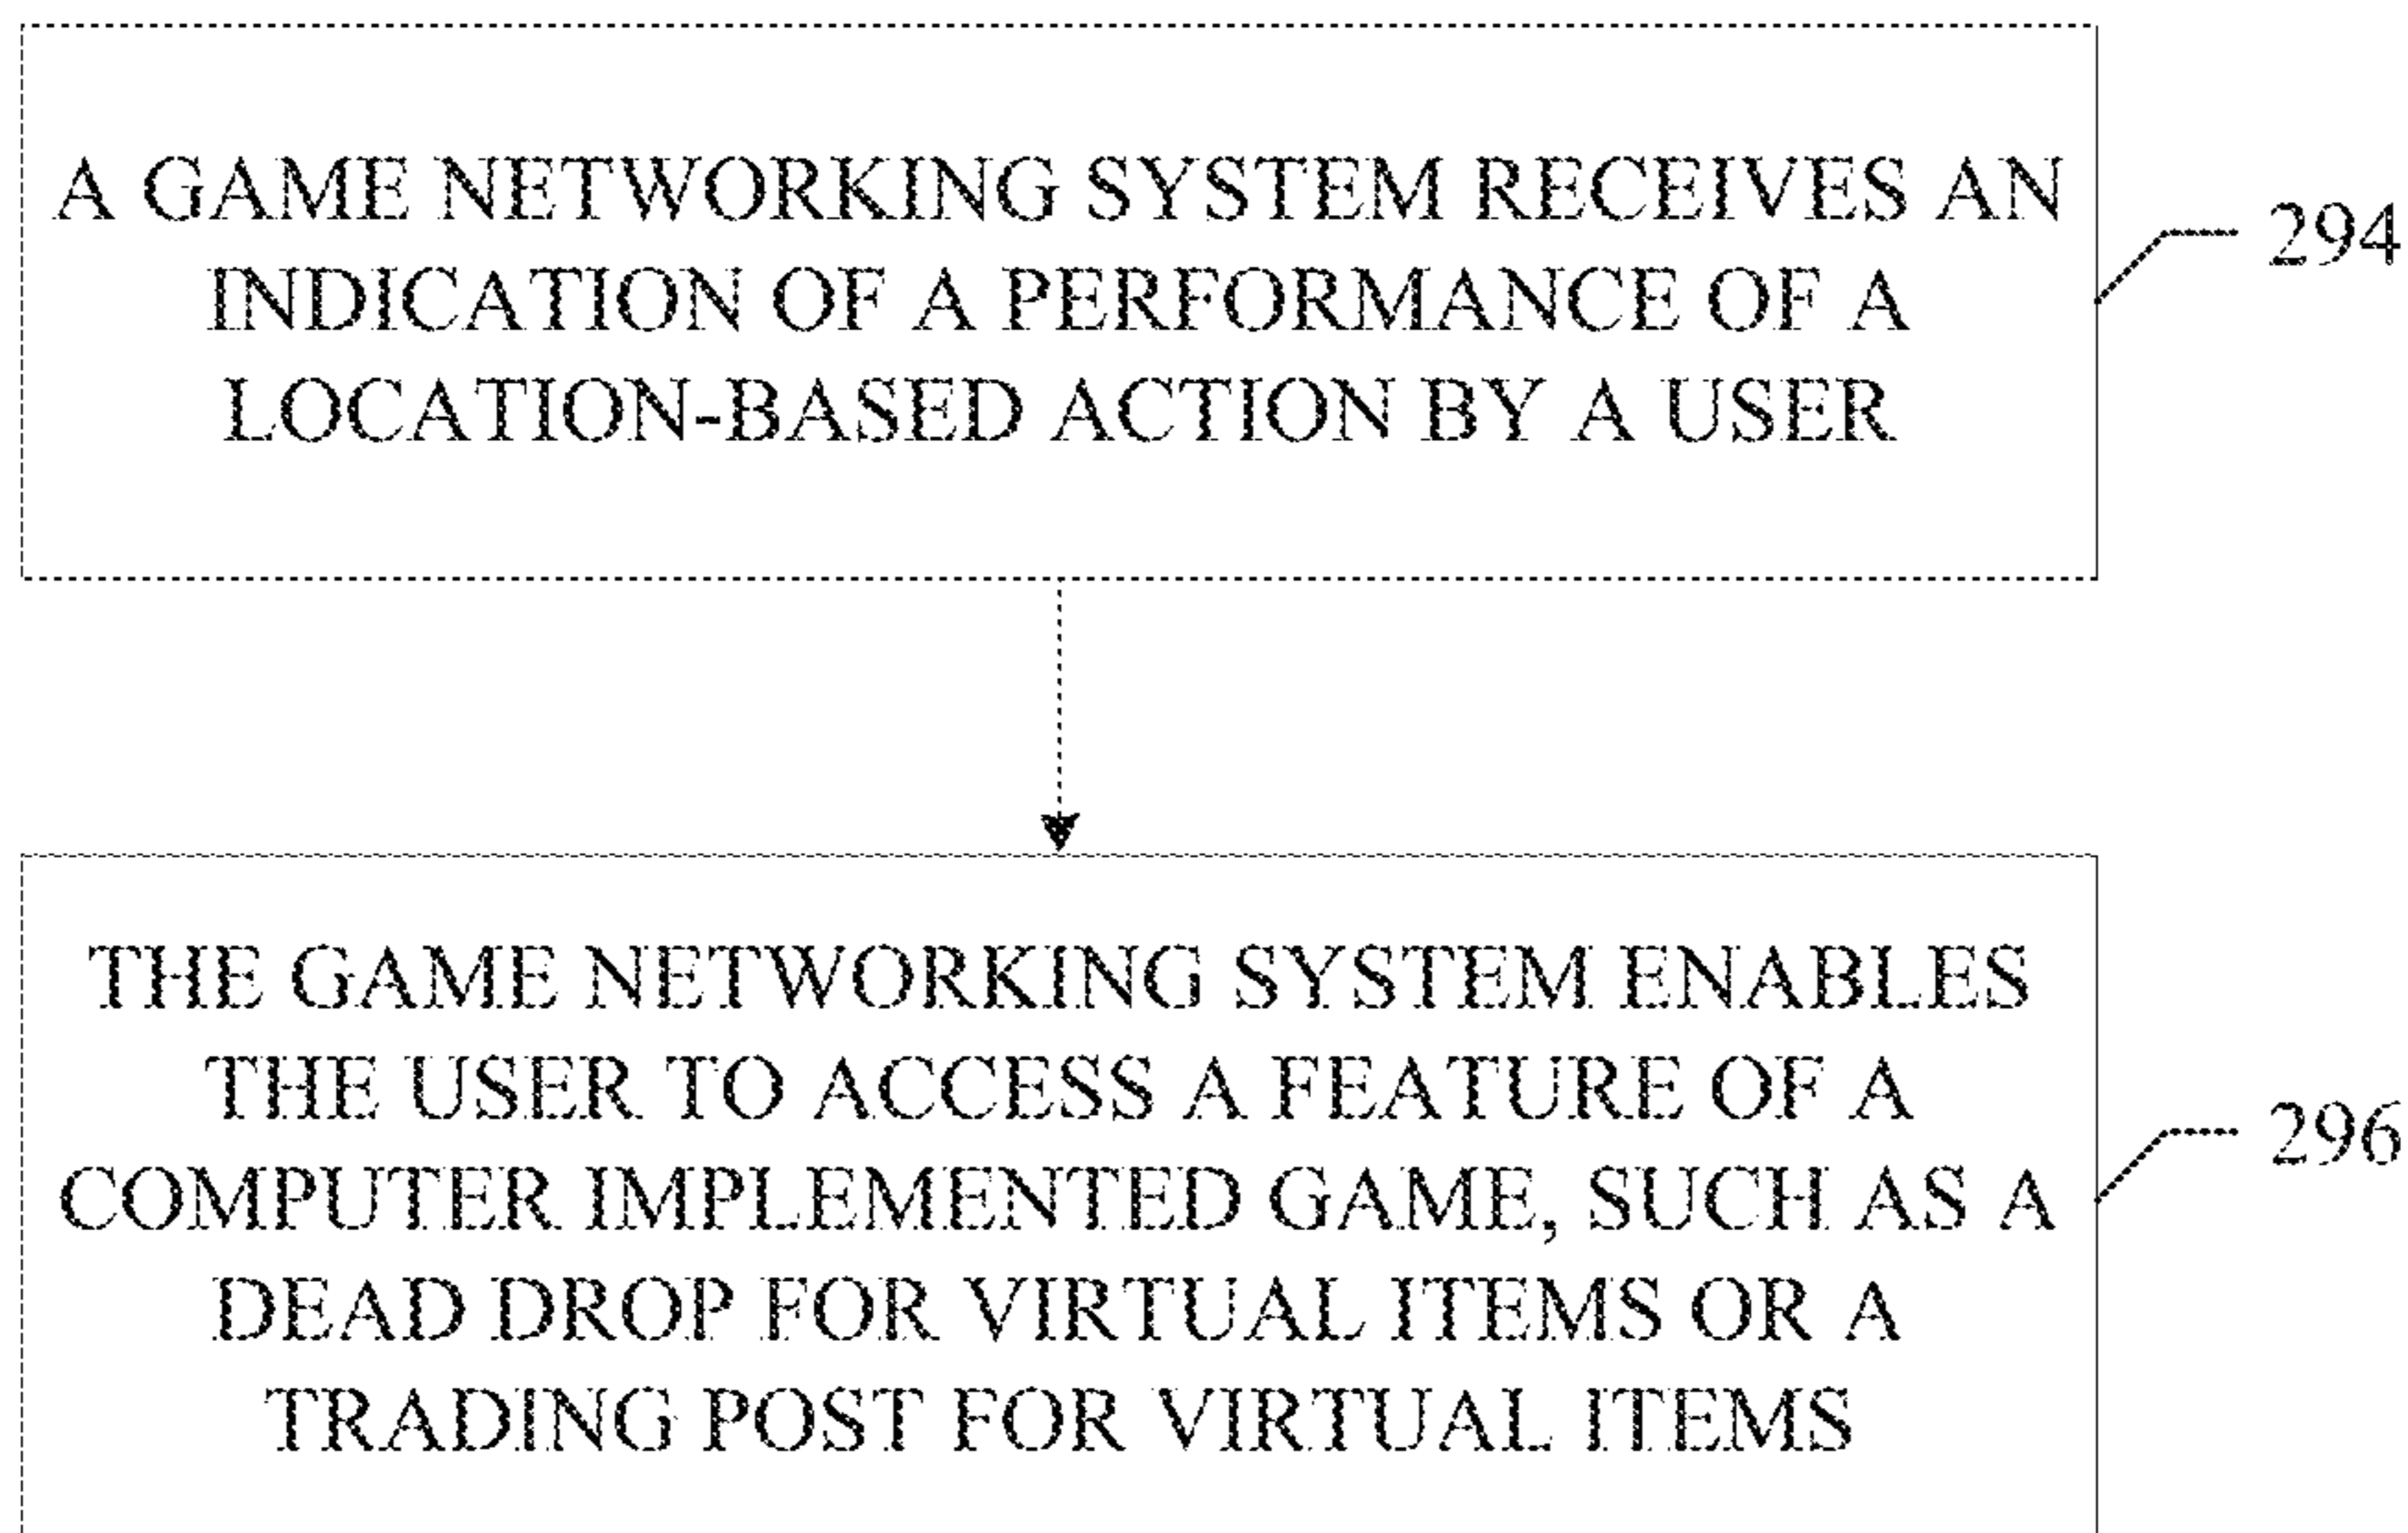 A GAME NETWORKING SYSTEM RECEIVES AN
INDICATION OF A PERFORMANCE OF A
LOCATION-BASED ACTION BY A USER
294
THE GAME NETWORKING SYSTEM ENABLES
THE USER TO ACCESS A FEATURE OF A
COMPUTER IMPLEMENTED GAME, SUCH AS A
DEAD DROP FOR VIRTUAL ITEMS OR A
TRADING POST FOR VIRTUAL ITEMS
296